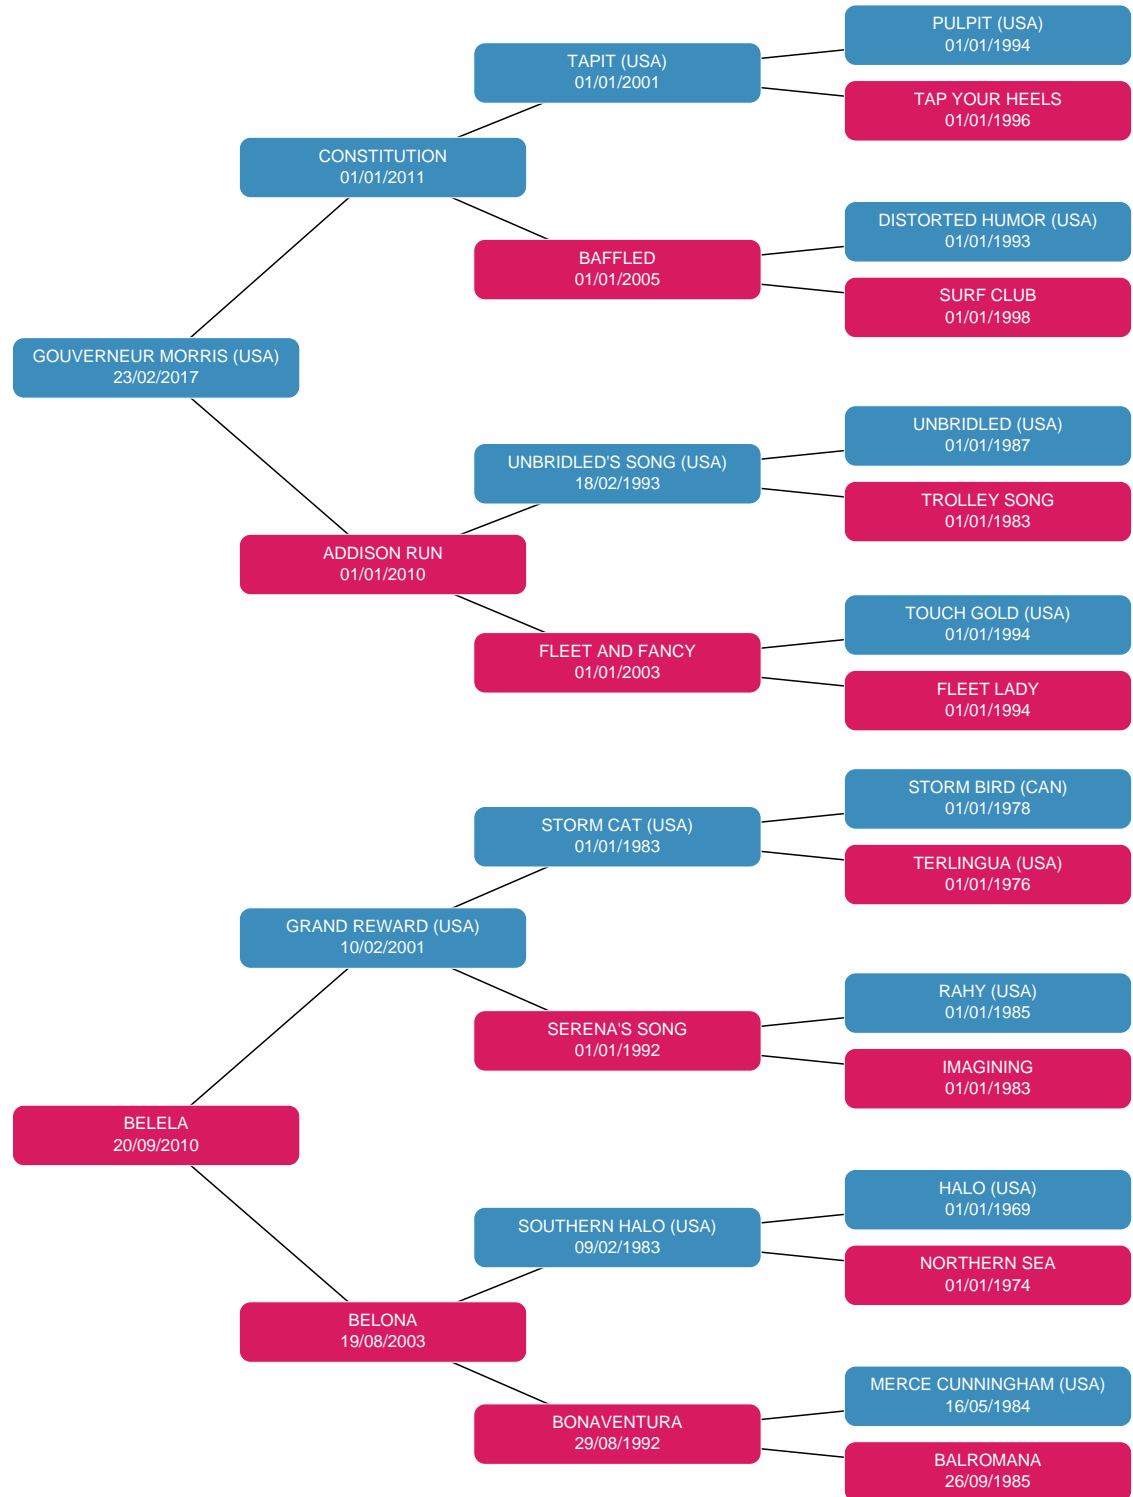 PULPIT (USA)
01/01/1994
TAPIT (USA)
01/01/2001
TAP YOUR HEELS
01/01/1996
CONSTITUTION
01/01/2011
DISTORTED HUMOR (USA)
01/01/1993
BAFFLED
01/01/2005
SURF CLUB
01/01/1998
GOUVERNEUR MORRIS (USA)
23/02/2017
UNBRIDLED (USA)
01/01/1987
UNBRIDLED'S SONG (USA)
18/02/1993
TROLLEY SONG
01/01/1983
ADDISON RUN
01/01/2010
TOUCH GOLD (USA)
01/01/1994
FLEET AND FANCY
01/01/2003
FLEET LADY
01/01/1994
STORM BIRD (CAN)
01/01/1978
STORM CAT (USA)
01/01/1983
TERLINGUA (USA)
01/01/1976
GRAND REWARD (USA)
10/02/2001
RAHY (USA)
01/01/1985
SERENA'S SONG
01/01/1992
IMAGINING
01/01/1983
BELELA
20/09/2010
HALO (USA)
01/01/1969
SOUTHERN HALO (USA)
09/02/1983
NORTHERN SEA
01/01/1974
BELONA
19/08/2003
MERCE CUNNINGHAM (USA)
16/05/1984
BONAVENTURA
29/08/1992
BALROMANA
26/09/1985